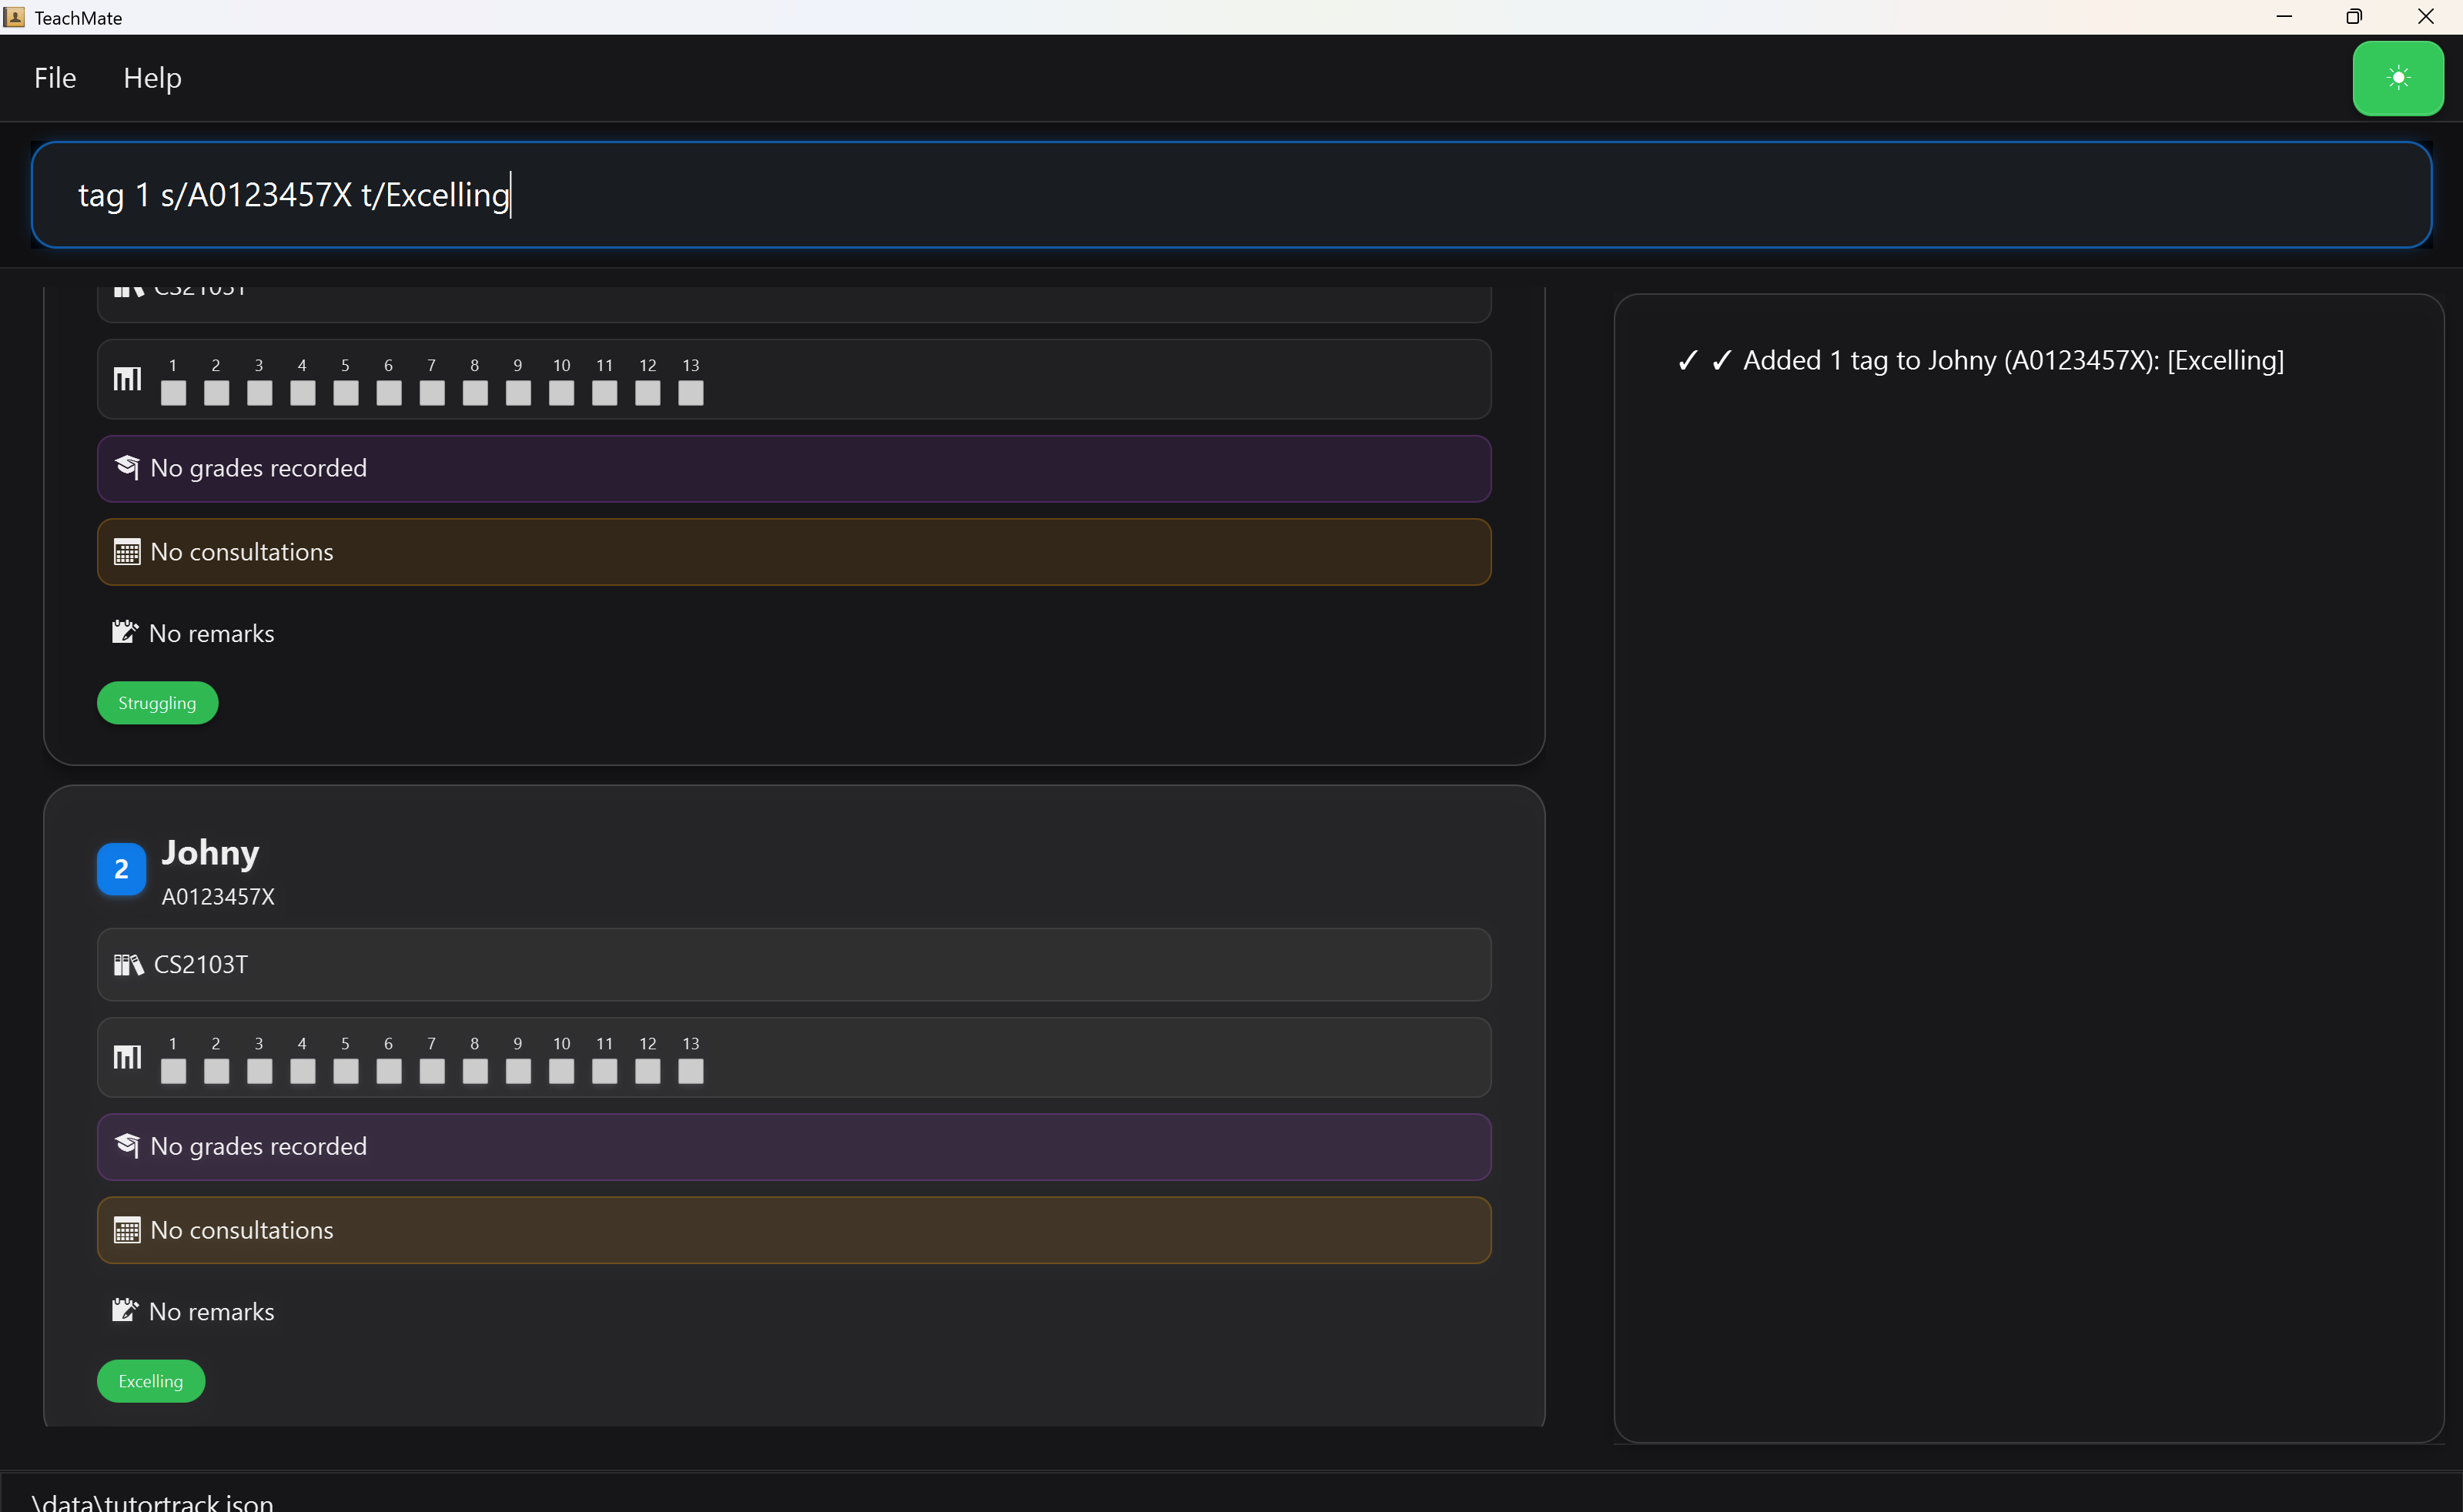 TeachMate
File Help
tag 1 s/A0123457X t/Excelling
CS2103T
1 2 3 4 5 6 7 8 9 10 11 12 13
No grades recorded
No consultations
No remarks
Struggling
2 Johny
A0123457X
CS2103T
1 2 3 4 5 6 7 8 9 10 11 12 13
No grades recorded
No consultations
No remarks
Excelling
✓ ✓ Added 1 tag to Johny (A0123457X): [Excelling]
\data\tutortrack.json